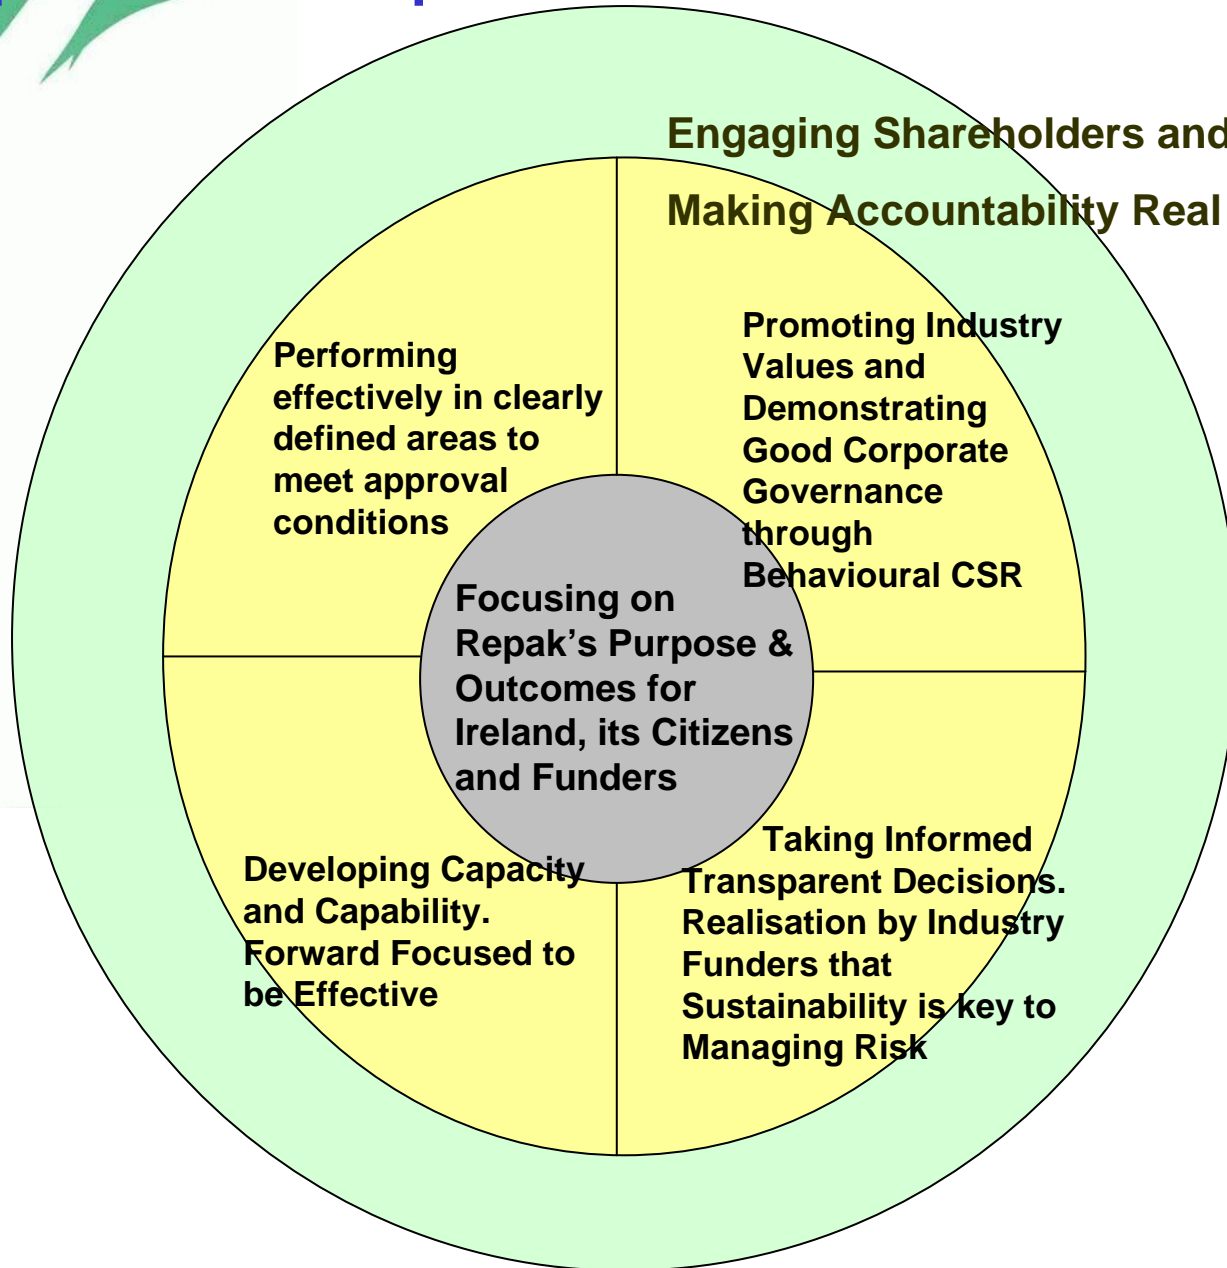 Engaging Shareholders and
Making Accountability Real
Performing
effectively in clearly
defined areas to
meet approval
conditions
Promoting Industry
Values and
Demonstrating
Good Corporate
Governance
through
Behavioural CSR
Focusing on
Repak’s Purpose &
Outcomes for
Ireland, its Citizens
and Funders
Developing Capacity
and Capability.
Forward Focused to
be Effective
Taking Informed
Transparent Decisions.
Realisation by Industry
Funders that
Sustainability is key to
Managing Risk